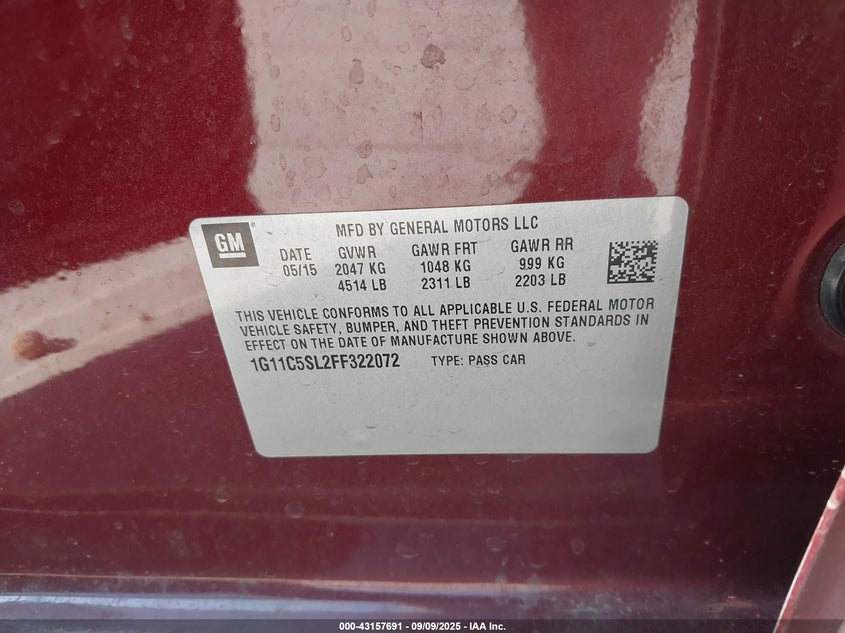 MFD BY GENERAL MOTORS LLC
GM
DATE GVWR GAWR FRT GAWR RR
05/15 2047 KG 1048 KG 999 KG
4514 LB 2311 LB 2203 LB
THIS VEHICLE CONFORMS TO ALL APPLICABLE U.S. FEDERAL MOTOR
VEHICLE SAFETY, BUMPER, AND THEFT PREVENTION STANDARDS IN
EFFECT ON THE DATE OF MANUFACTURE SHOWN ABOVE.
1G11C5SL2FF322072 TYPE: PASS CAR
000-43157691 - 09/09/2025 - IAA Inc.